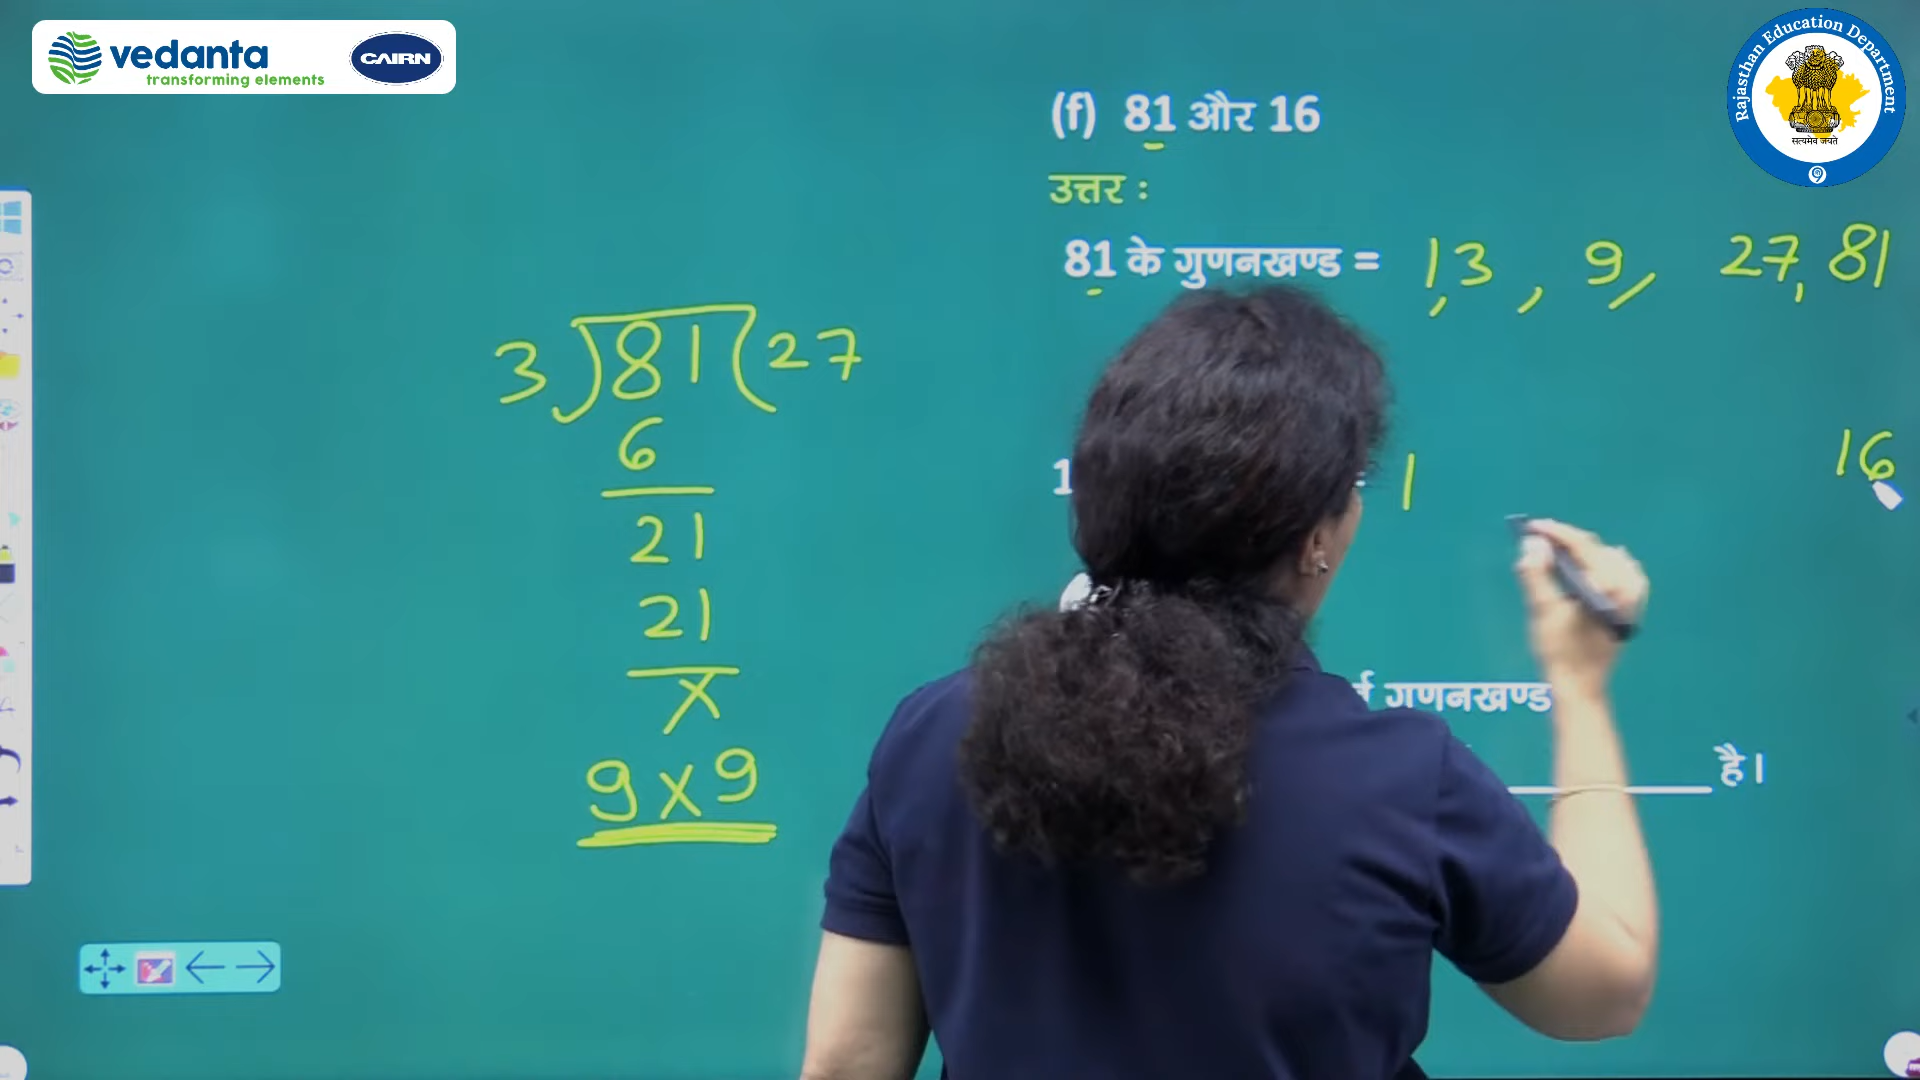 vedanta
transforming elements
CAIRN
Rajasthan Education Department
सत्यमेव जयते
(f) 81 और 16
उत्तर :
81 के गुणनखण्ड = 1, 3, 9, 27, 81
3)81(27
6
21
21
x
9x9
1
1
16
गुणनखण्ड
है।